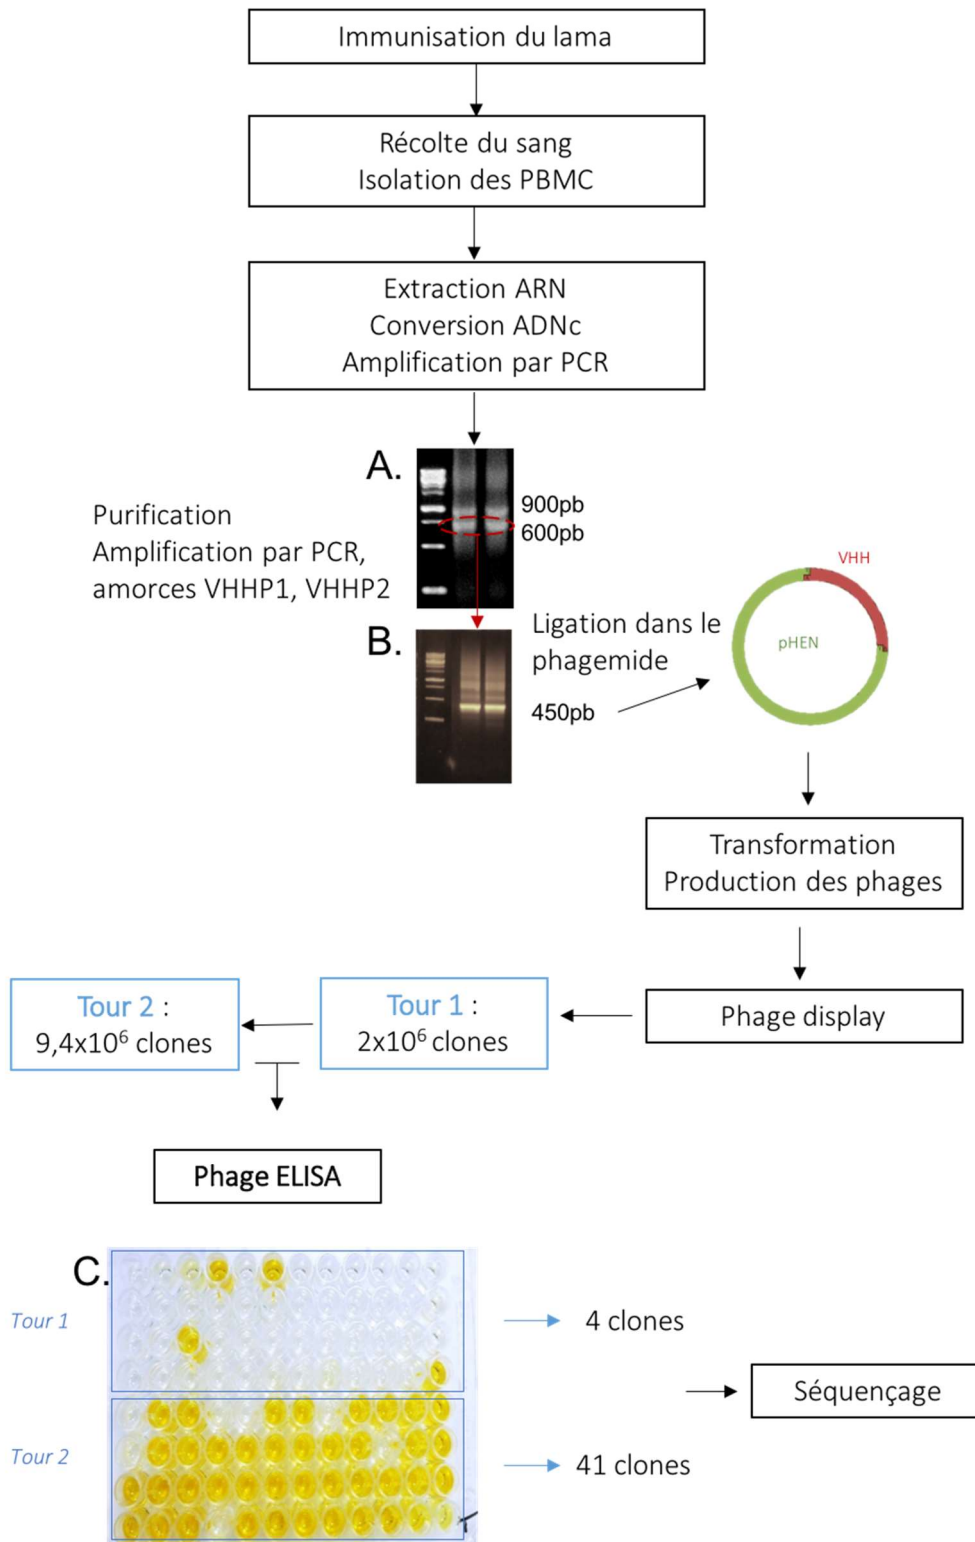 Immunisation du lama
Récolte du sang
Isolation des PBMC
Extraction ARN
Conversion ADNc
Amplification par PCR
A.
900pb
600pb
Purification
Amplification par PCR,
amorces VHHP1, VHHP2
B.
450pb
Ligation dans le
phagemide
VHH
pHEN
Transformation
Production des phages
Phage display
Tour 1 :
2x10⁶ clones
Tour 2 :
9,4x10⁶ clones
Phage ELISA
C.
Tour 1
4 clones
Tour 2
41 clones
Séquençage